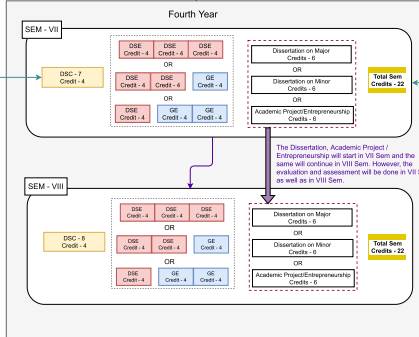 Fourth Year
SEM - VII
DSC - 7
Credit - 4
DSE
Credit - 4
DSE
Credit - 4
DSE
Credit - 4
OR
DSE
Credit - 4
DSE
Credit - 4
GE
Credit - 4
OR
DSE
Credit - 4
GE
Credit - 4
GE
Credit - 4
Dissertation on Major
Credits - 6
OR
Dissertation on Minor
Credits - 6
OR
Academic Project/Entrepreneurship
Credits - 6
Total Sem
Credits - 22
The Dissertation, Academic Project /
Entrepreneurship will start in VII Sem and the
same will continue in VIII Sem. However, the
evaluation and assessment will be done in VII
as well as in VIII Sem.
SEM - VIII
DSC - 8
Credit - 4
DSE
Credit - 4
DSE
Credit - 4
DSE
Credit - 4
OR
DSE
Credit - 4
DSE
Credit - 4
GE
Credit - 4
OR
DSE
Credit - 4
GE
Credit - 4
GE
Credit - 4
Dissertation on Major
Credits - 6
OR
Dissertation on Minor
Credits - 6
OR
Academic Project/Entrepreneurship
Credits - 6
Total Sem
Credits - 22